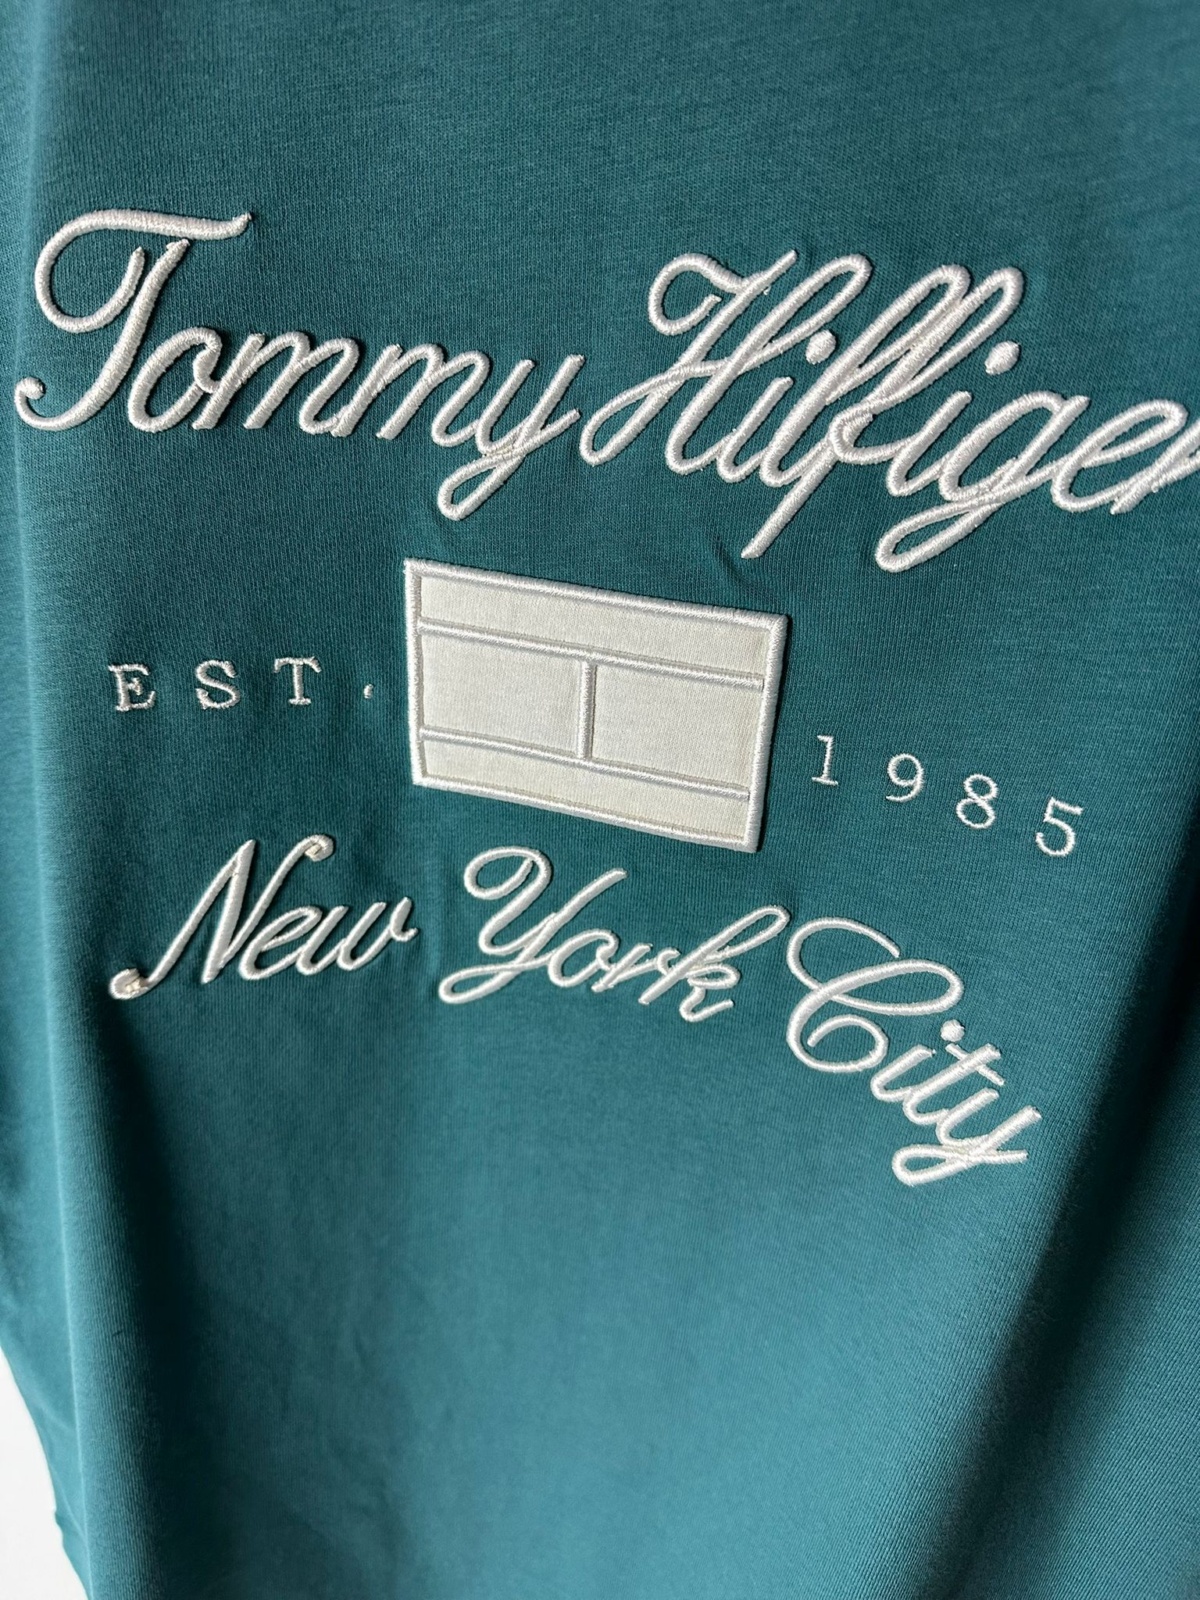 Tommy Hilfiger
EST. 1985
New York City